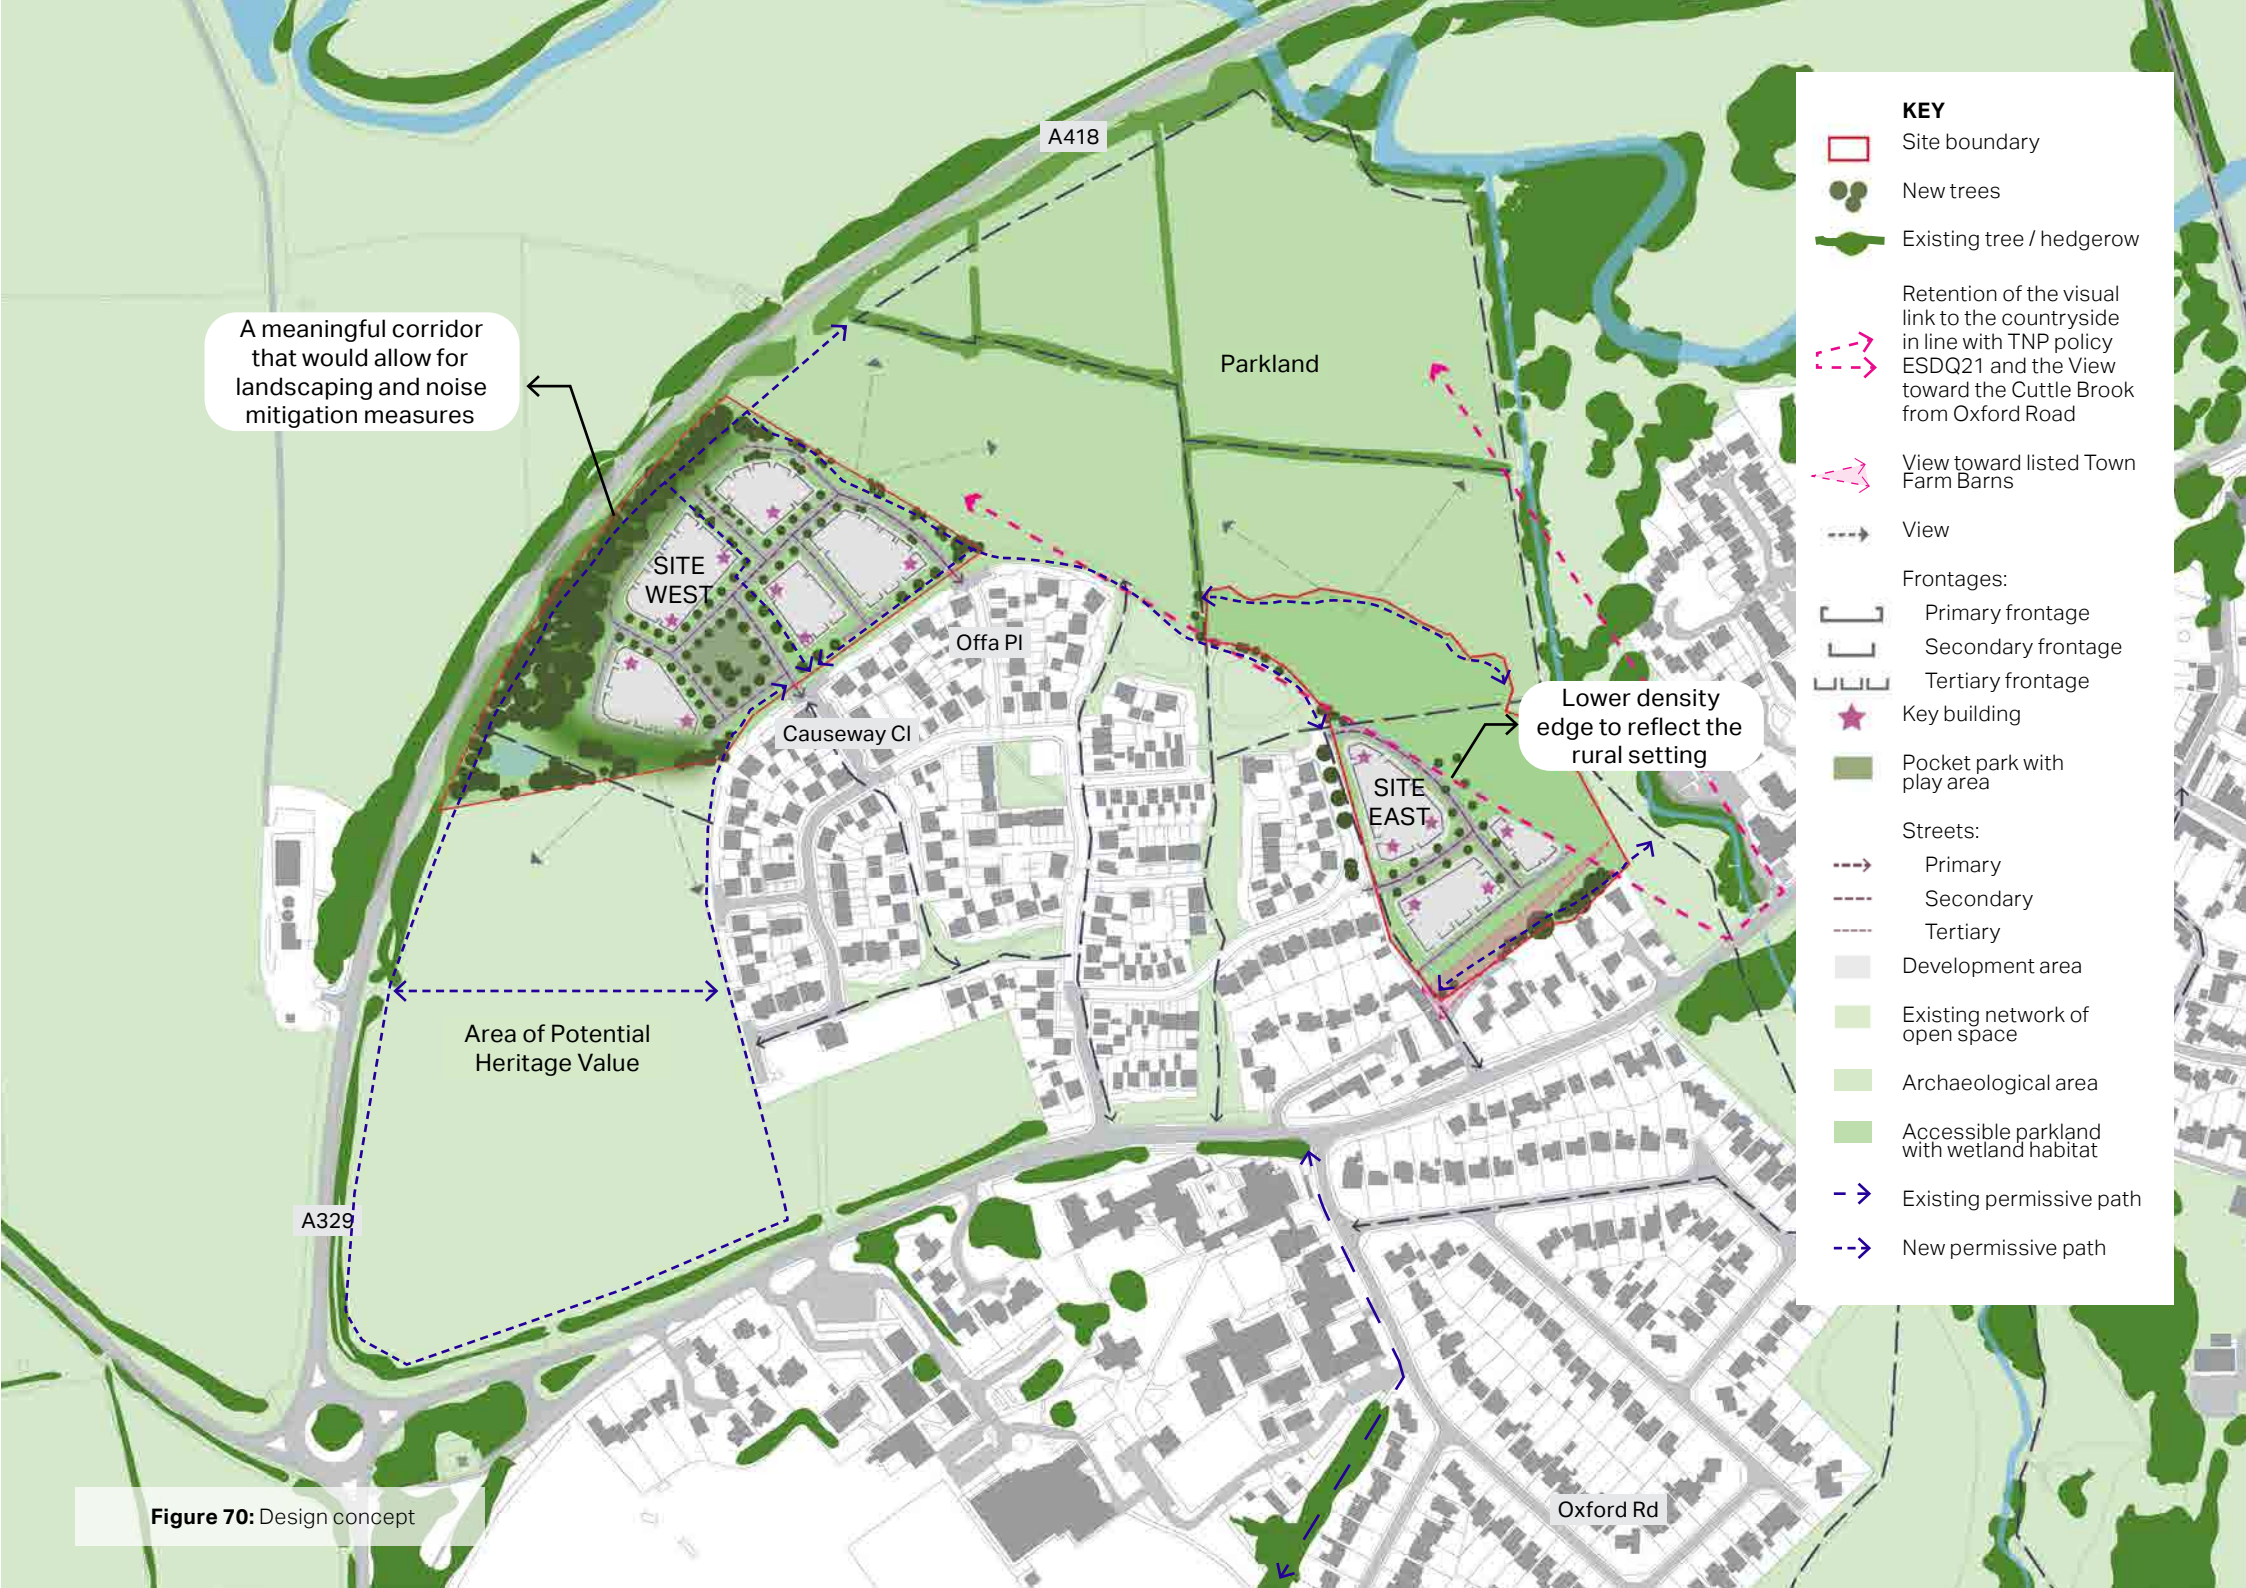 A418
A meaningful corridor
that would allow for
landscaping and noise
mitigation measures
Parkland
SITE
WEST
Offa Pl
Causeway Cl
Lower density
edge to reflect the
rural setting
SITE
EAST
Area of Potential
Heritage Value
A329
Oxford Rd
Figure 70: Design concept
KEY
Site boundary
New trees
Existing tree / hedgerow
Retention of the visual
link to the countryside
in line with TNP policy
ESDQ21 and the View
toward the Cuttle Brook
from Oxford Road
View toward listed Town
Farm Barns
View
Frontages:
Primary frontage
Secondary frontage
Tertiary frontage
Key building
Pocket park with
play area
Streets:
Primary
Secondary
Tertiary
Development area
Existing network of
open space
Archaeological area
Accessible parkland
with wetland habitat
Existing permissive path
New permissive path